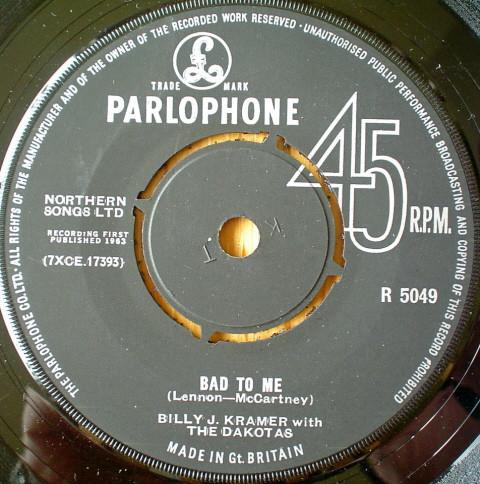 THE PARLOPHONE CO.LTD.· ALL RIGHTS OF THE MANUFACTURER AND OF THE OWNER OF THE RECORDED WORK RESERVED · UNAUTHORISED PUBLIC PERFORMANCE BROADCASTING AND COPYING OF THIS RECORD PROHIBITED
£
TRADE MARK
PARLOPHONE
45 R.P.M.
NORTHERN
SONGS LTD
RECORDING FIRST
PUBLISHED 1963
(7XCE.17393)
K T
R 5049
BAD TO ME
(Lennon—McCartney)
BILLY J. KRAMER with
THE DAKOTAS
MADE IN Gt. BRITAIN